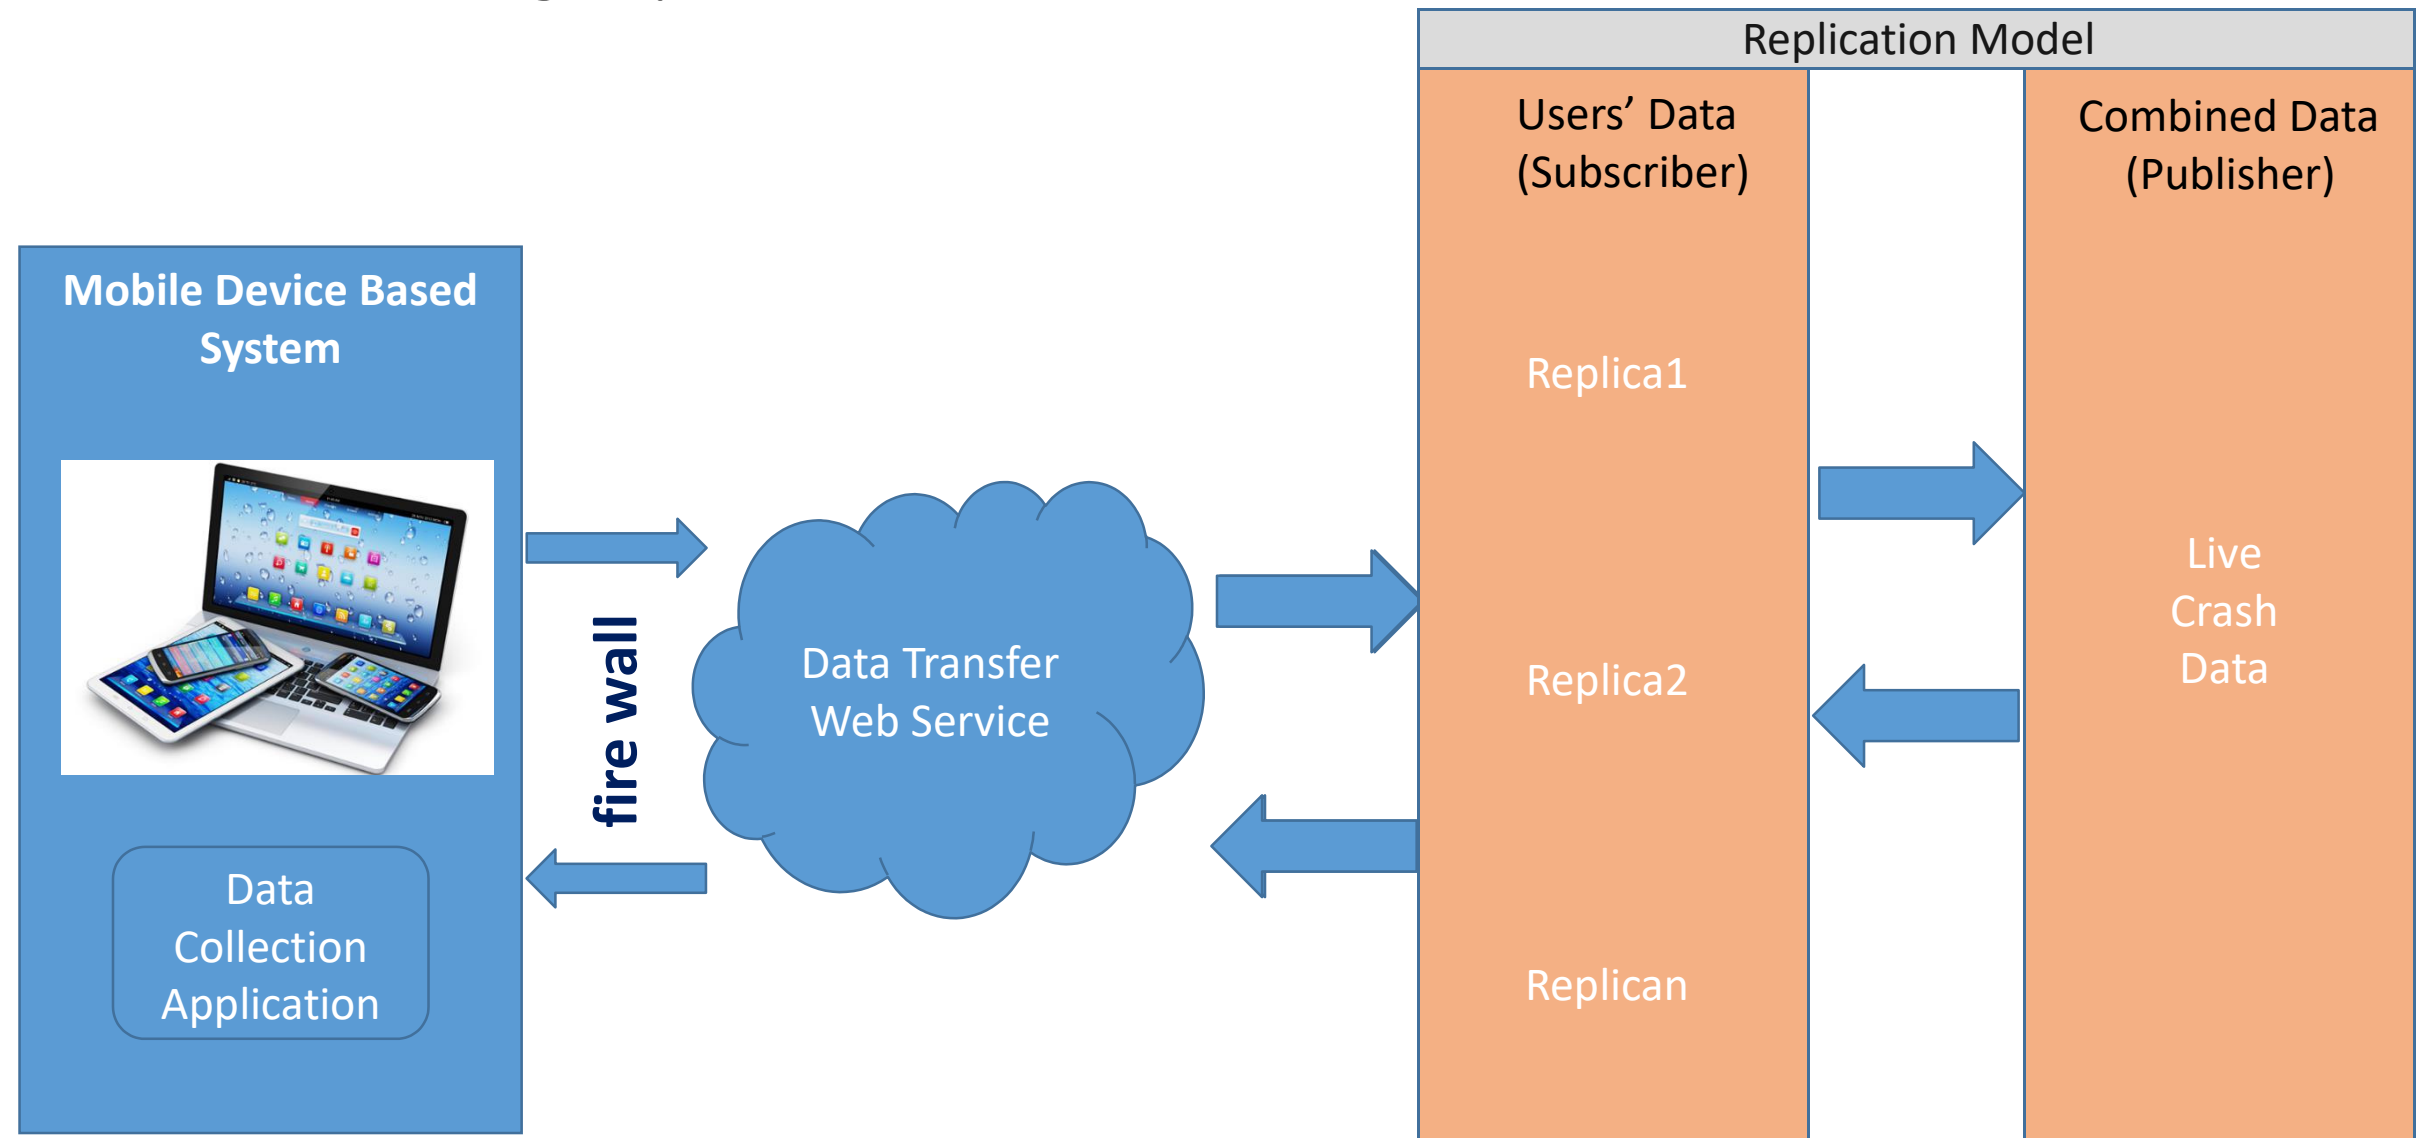 Replication Model
Users’ Data
(Subscriber)
Combined Data
(Publisher)
Mobile Device Based
System
Replica1
Live
Crash
Data
fire wall
Data Transfer
Web Service
Replica2
Data
Collection
Application
Replican